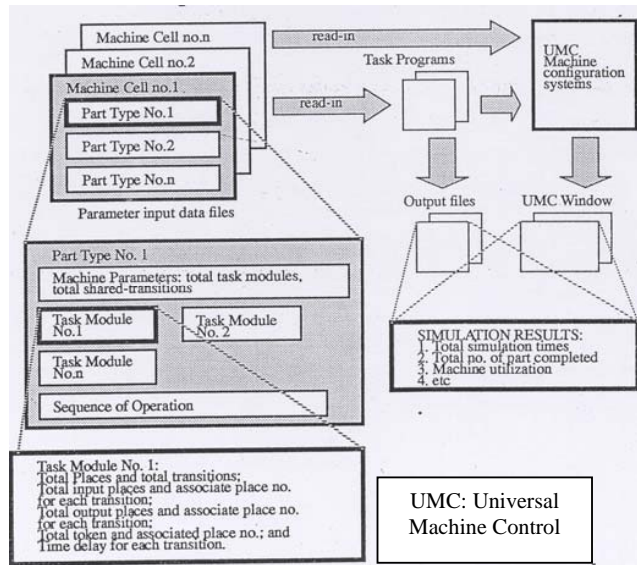 Machine Cell no.n
Machine Cell no.2
Machine Cell no.1
Part Type No.1
Part Type No.2
Part Type No.n
Parameter input data files
read-in
read-in
Task Programs
UMC
Machine
configuration
systems
Output files
UMC Window
Part Type No. 1
Machine Parameters: total task modules,
total shared-transitions
Task Module
No.1
Task Module
No. 2
Task Module
No.n
Sequence of Operation
SIMULATION RESULTS:
1. Total simulation times
2. Total no. of part completed
3. Machine utilization
4. etc
Task Module No. 1:
Total Places and total transitions;
Total input places and associate place no.
for each transition;
Total output places and associate place no.
for each transition;
Total token and associated place no.; and
Time delay for each transition.
UMC: Universal
Machine Control